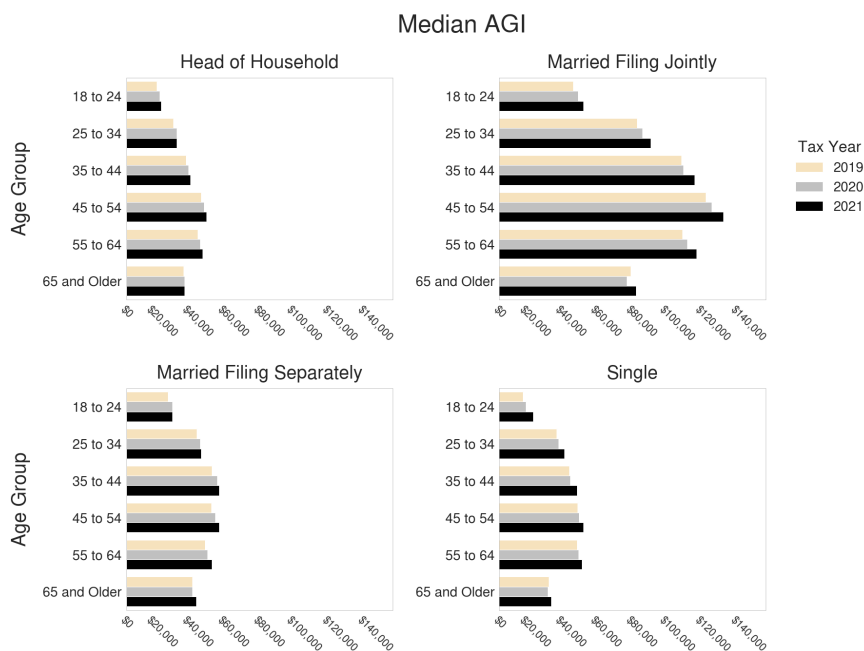 Median AGI
Head of Household
Age Group
18 to 24
25 to 34
35 to 44
45 to 54
55 to 64
65 and Older
$0
$20,000
$40,000
$60,000
$80,000
$100,000
$120,000
$140,000
Married Filing Jointly
18 to 24
25 to 34
35 to 44
45 to 54
55 to 64
65 and Older
$0
$20,000
$40,000
$60,000
$80,000
$100,000
$120,000
$140,000
Tax Year
2019
2020
2021
Married Filing Separately
Age Group
18 to 24
25 to 34
35 to 44
45 to 54
55 to 64
65 and Older
$0
$20,000
$40,000
$60,000
$80,000
$100,000
$120,000
$140,000
Single
18 to 24
25 to 34
35 to 44
45 to 54
55 to 64
65 and Older
$0
$20,000
$40,000
$60,000
$80,000
$100,000
$120,000
$140,000